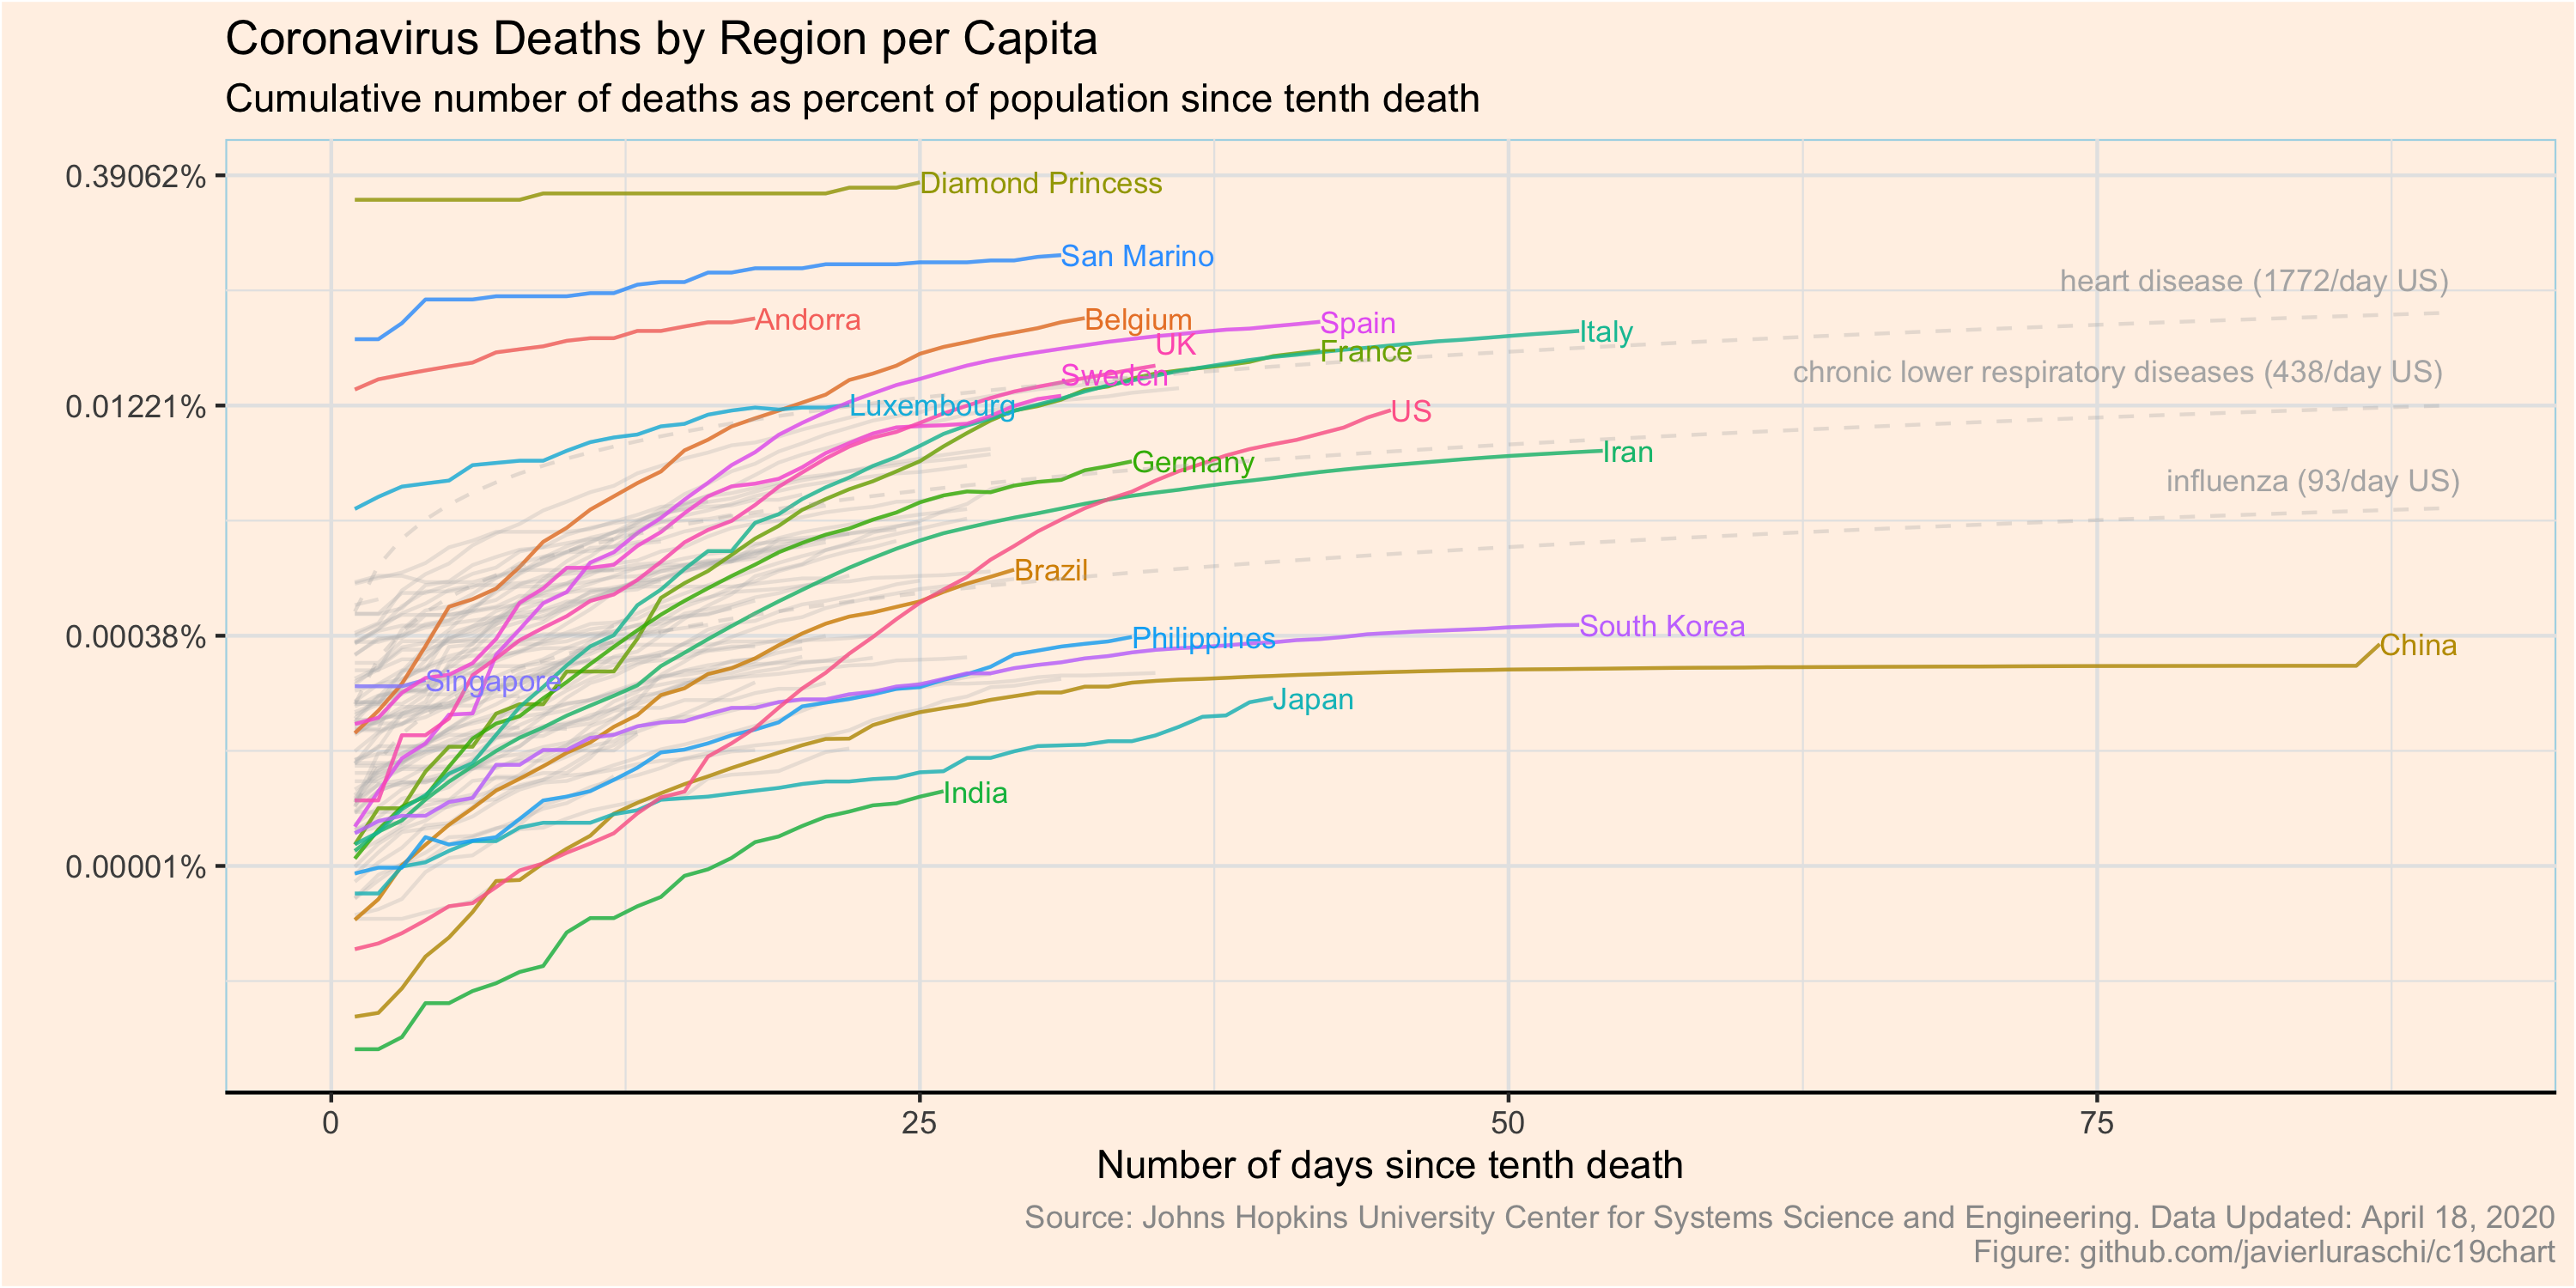 Coronavirus Deaths by Region per Capita
Cumulative number of deaths as percent of population since tenth death
0.39062%
0.01221%
0.00038%
0.00001%
Diamond Princess
San Marino
heart disease (1772/day US)
Andorra
Belgium
Spain
Italy
UK
France
Sweden
chronic lower respiratory diseases (438/day US)
Luxembourg
US
Iran
Germany
influenza (93/day US)
Brazil
South Korea
Philippines
China
Singapore
Japan
India
0
25
50
75
Number of days since tenth death
Source: Johns Hopkins University Center for Systems Science and Engineering. Data Updated: April 18, 2020
Figure: github.com/javierluraschi/c19chart